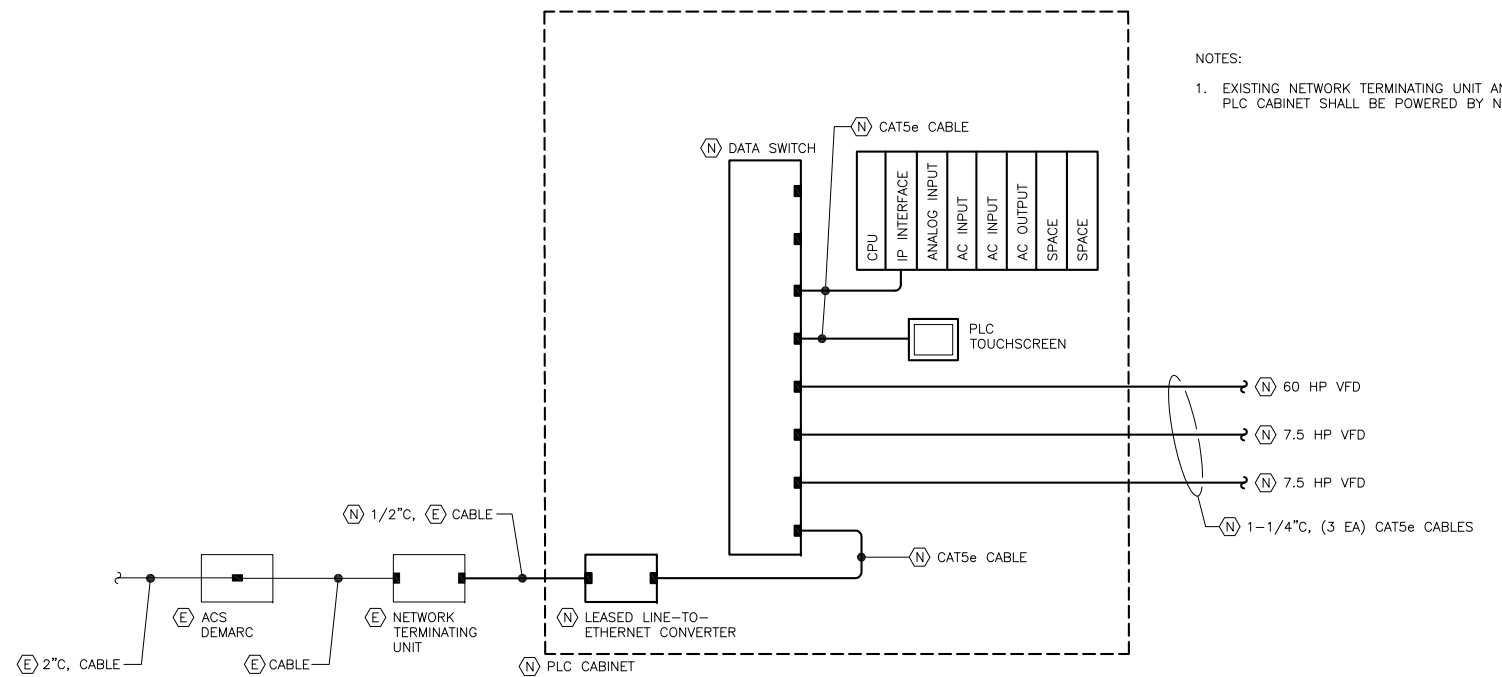 NOTES:
1. EXISTING NETWORK TERMINATING UNIT
PLC CABINET SHALL BE POWERED BY
N CAT5e CABLE
N DATA SWITCH
CPU
IP INTERFACE
ANALOG INPUT
AC INPUT
AC INPUT
AC OUTPUT
SPACE
SPACE
PLC
TOUCHSCREEN
N 60 HP VFD
N 7.5 HP VFD
N 7.5 HP VFD
N 1/2"C, E CABLE
N 1-1/4"C, (3 EA) CAT5e CABLES
N CAT5e CABLE
E ACS
DEMARC
E NETWORK
TERMINATING
UNIT
N LEASED LINE-TO-
ETHERNET CONVERTER
E 2"C, CABLE
E CABLE
N PLC CABINET